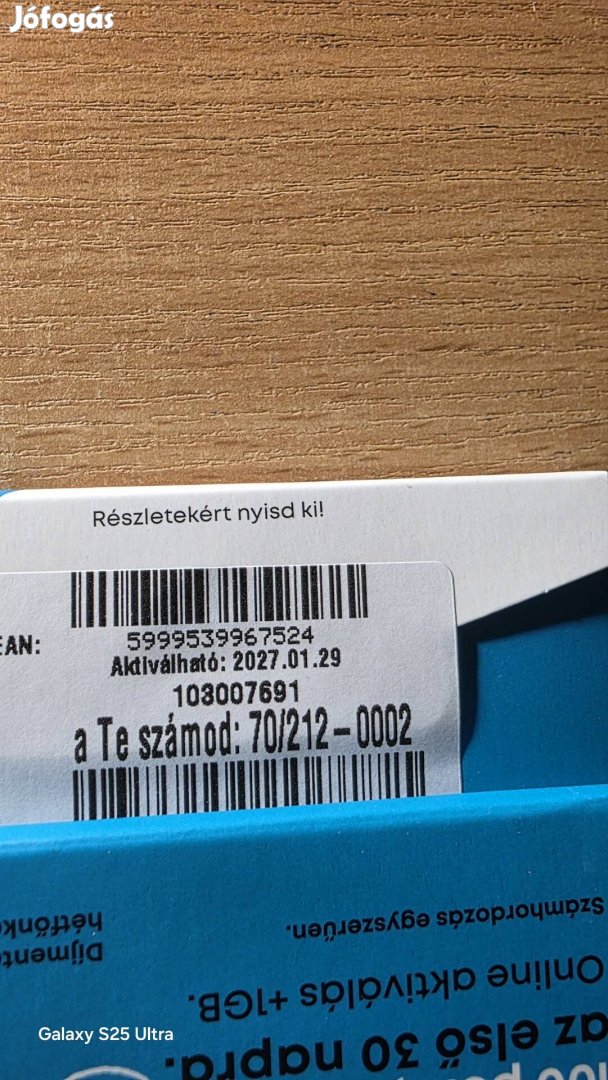 Jófogás
Részletekért nyisd ki!
EAN:
5999539967524
Aktiválható: 2027.01.29
103007691
a Te számod: 70/212-0002
Számhordozás egyszerűen.
Online aktiválás +1GB.
az első 30 napra.
Galaxy S25 Ultra